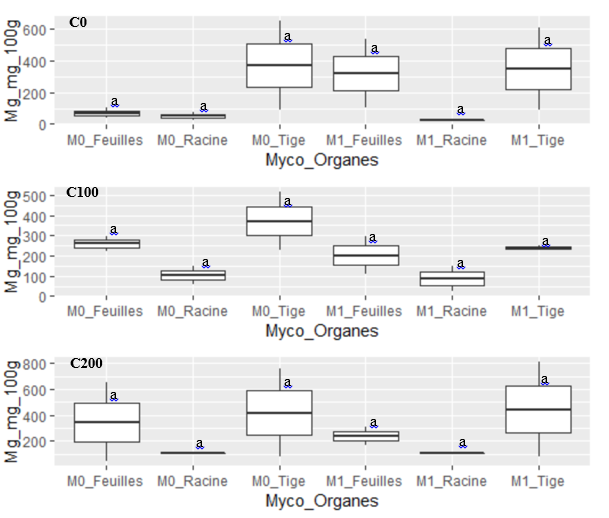 C0
Mg_mg_100g
600
400
200
0
a a a a a a
M0_Feuilles M0_Racine M0_Tige M1_Feuilles M1_Racine M1_Tige
Myco_Organes
C100
Mg_mg_100g
500
400
300
200
100
0
a a a a a a
M0_Feuilles M0_Racine M0_Tige M1_Feuilles M1_Racine M1_Tige
Myco_Organes
C200
Mg_mg_100g
800
600
400
200
a a a a a a
M0_Feuilles M0_Racine M0_Tige M1_Feuilles M1_Racine M1_Tige
Myco_Organes